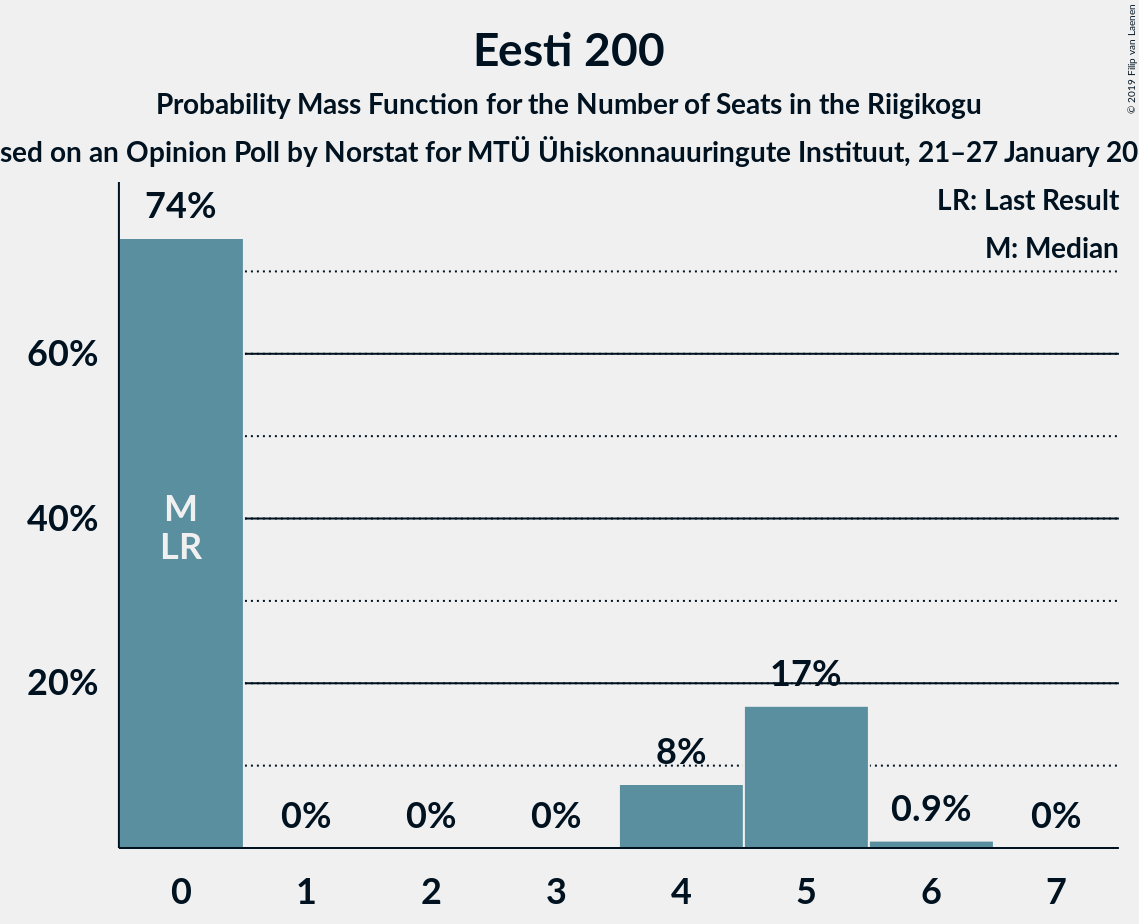 Eesti 200
Probability Mass Function for the Number of Seats in the Riigikogu
sed on an Opinion Poll by Norstat for MTÜ Ühiskonnauuringute Instituut, 21–27 January 20
© 2019 Filip van Laenen
LR: Last Result
M: Median
74%
60%
40%
20%
M
LR
0%
0%
0%
8%
17%
0.9%
0%
0
1
2
3
4
5
6
7